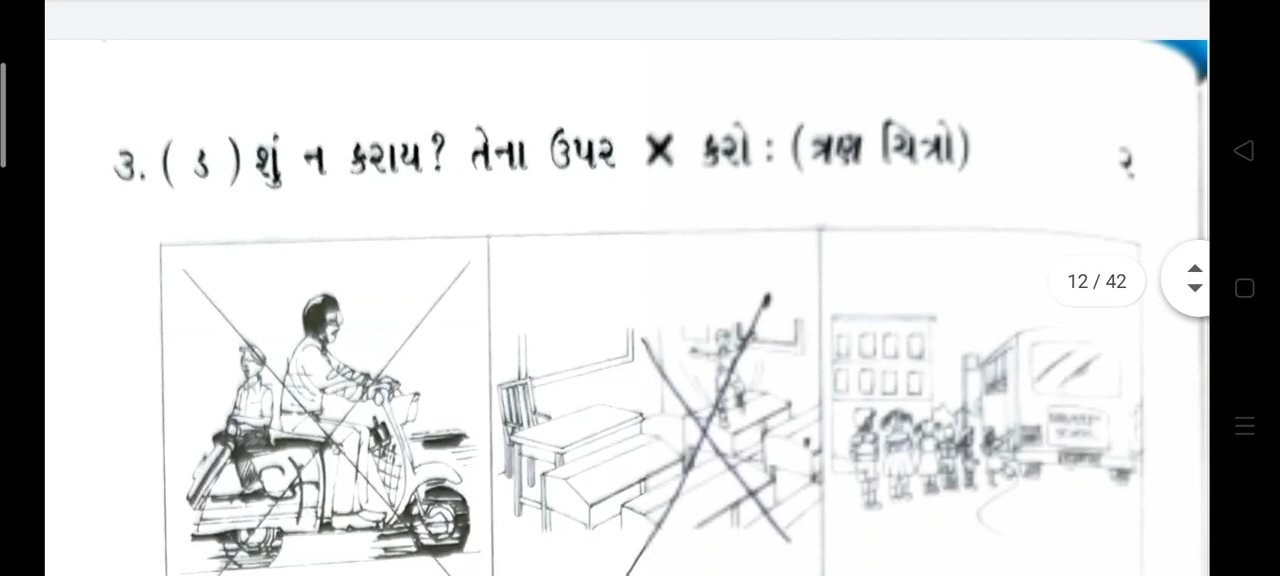 ૩. ( ડ ) શું ન કરાય? તેના ઉપર × કરો : (ત્રણ ચિત્રો) ૨
12 / 42